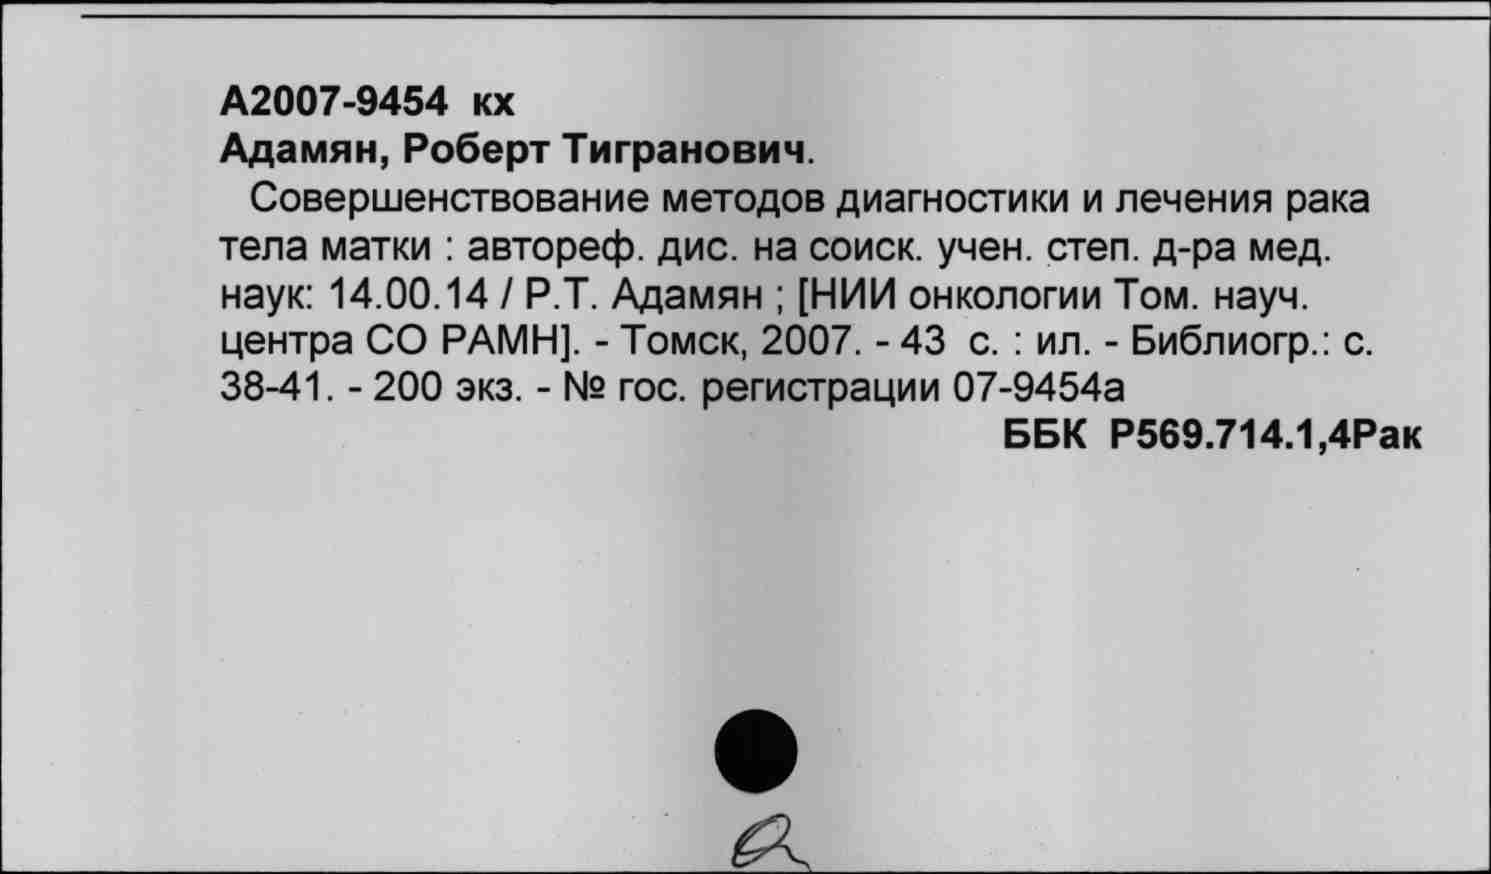 А2007-9454 кх
Адамян, Роберт Тигранович.
Совершенствование методов диагностики и лечения рака
тела матки : автореф. дис. на соиск. учен. степ. д-ра мед.
наук: 14.00.14 / Р.Т. Адамян ; [НИИ онкологии Том. науч.
центра СО РАМН]. - Томск, 2007. - 43 с. : ил. - Библиогр.: с.
38-41. - 200 экз. - № гос. регистрации 07-9454а
ББК Р569.714.1,4Рак